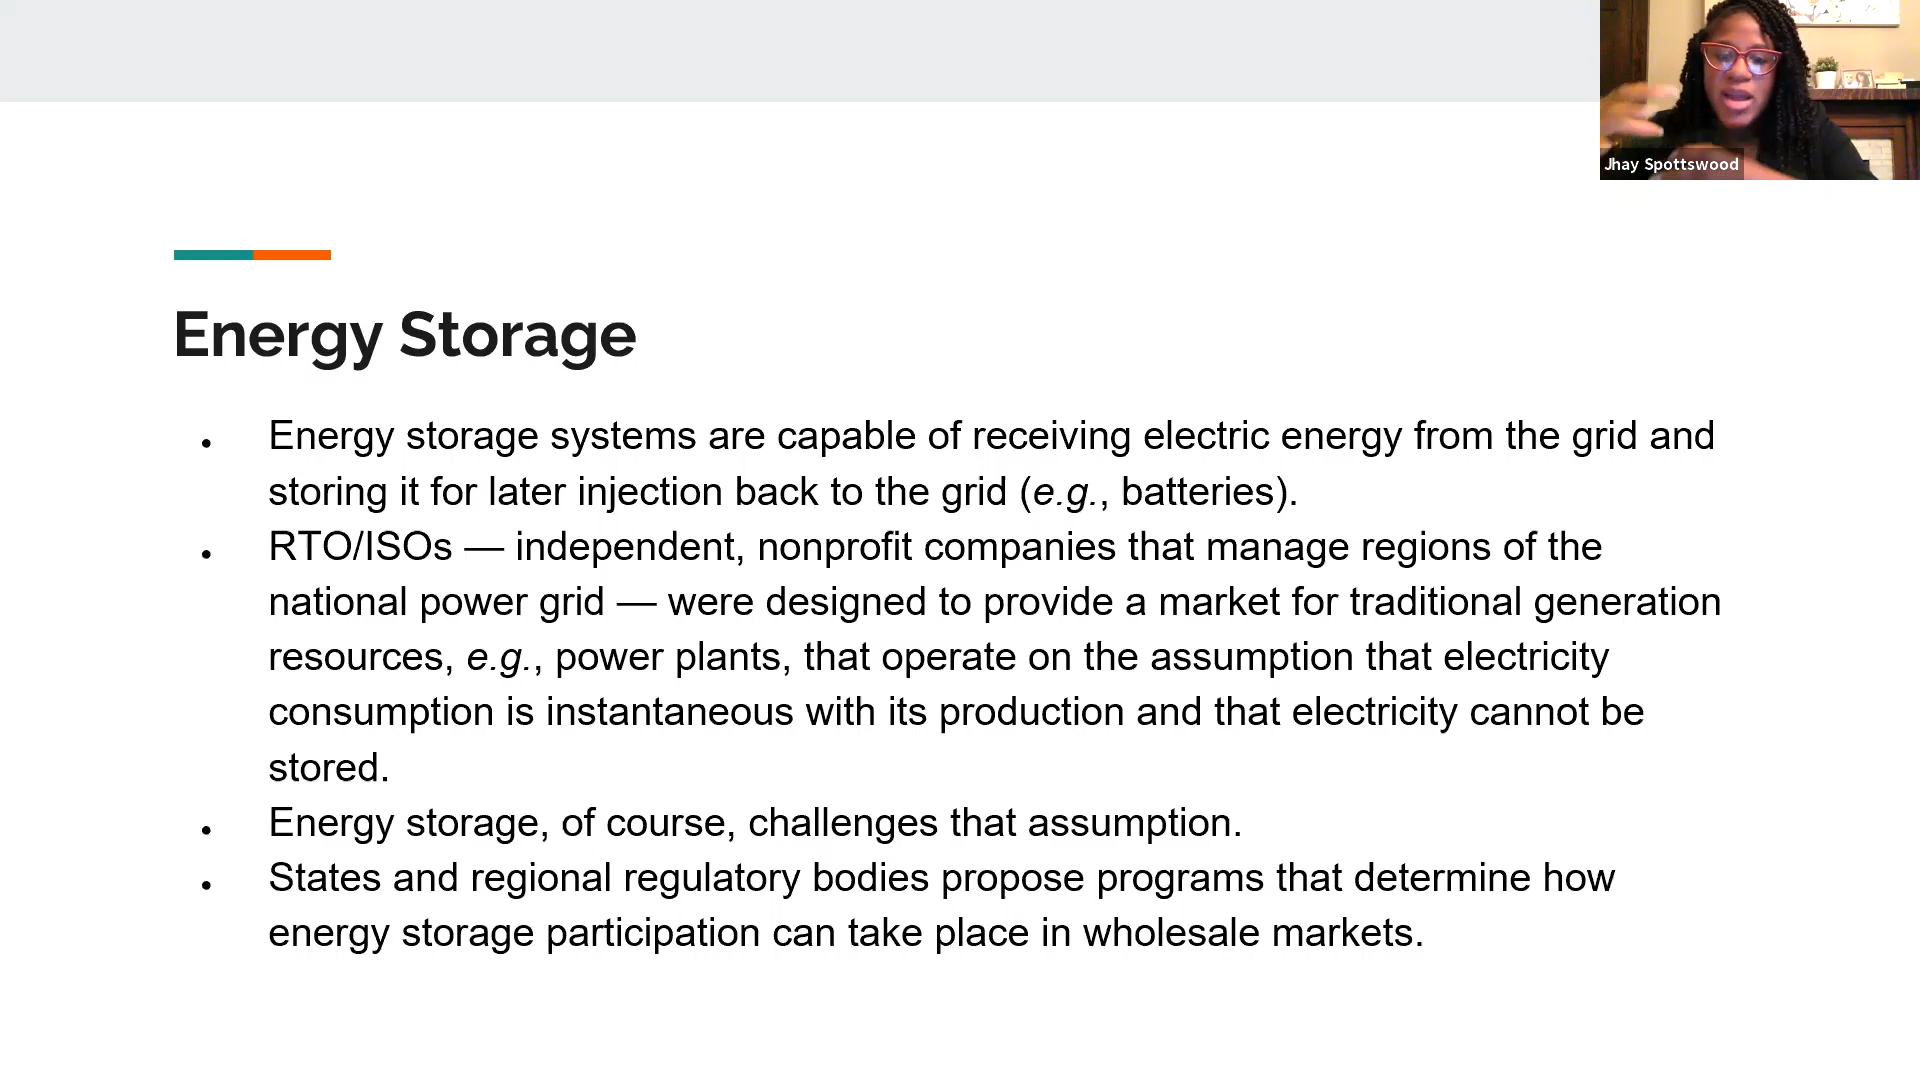 Jhay Spottswood
Energy Storage
• Energy storage systems are capable of receiving electric energy from the grid and
storing it for later injection back to the grid (e.g., batteries).
• RTO/ISOs — independent, nonprofit companies that manage regions of the
national power grid — were designed to provide a market for traditional generation
resources, e.g., power plants, that operate on the assumption that electricity
consumption is instantaneous with its production and that electricity cannot be
stored.
• Energy storage, of course, challenges that assumption.
• States and regional regulatory bodies propose programs that determine how
energy storage participation can take place in wholesale markets.